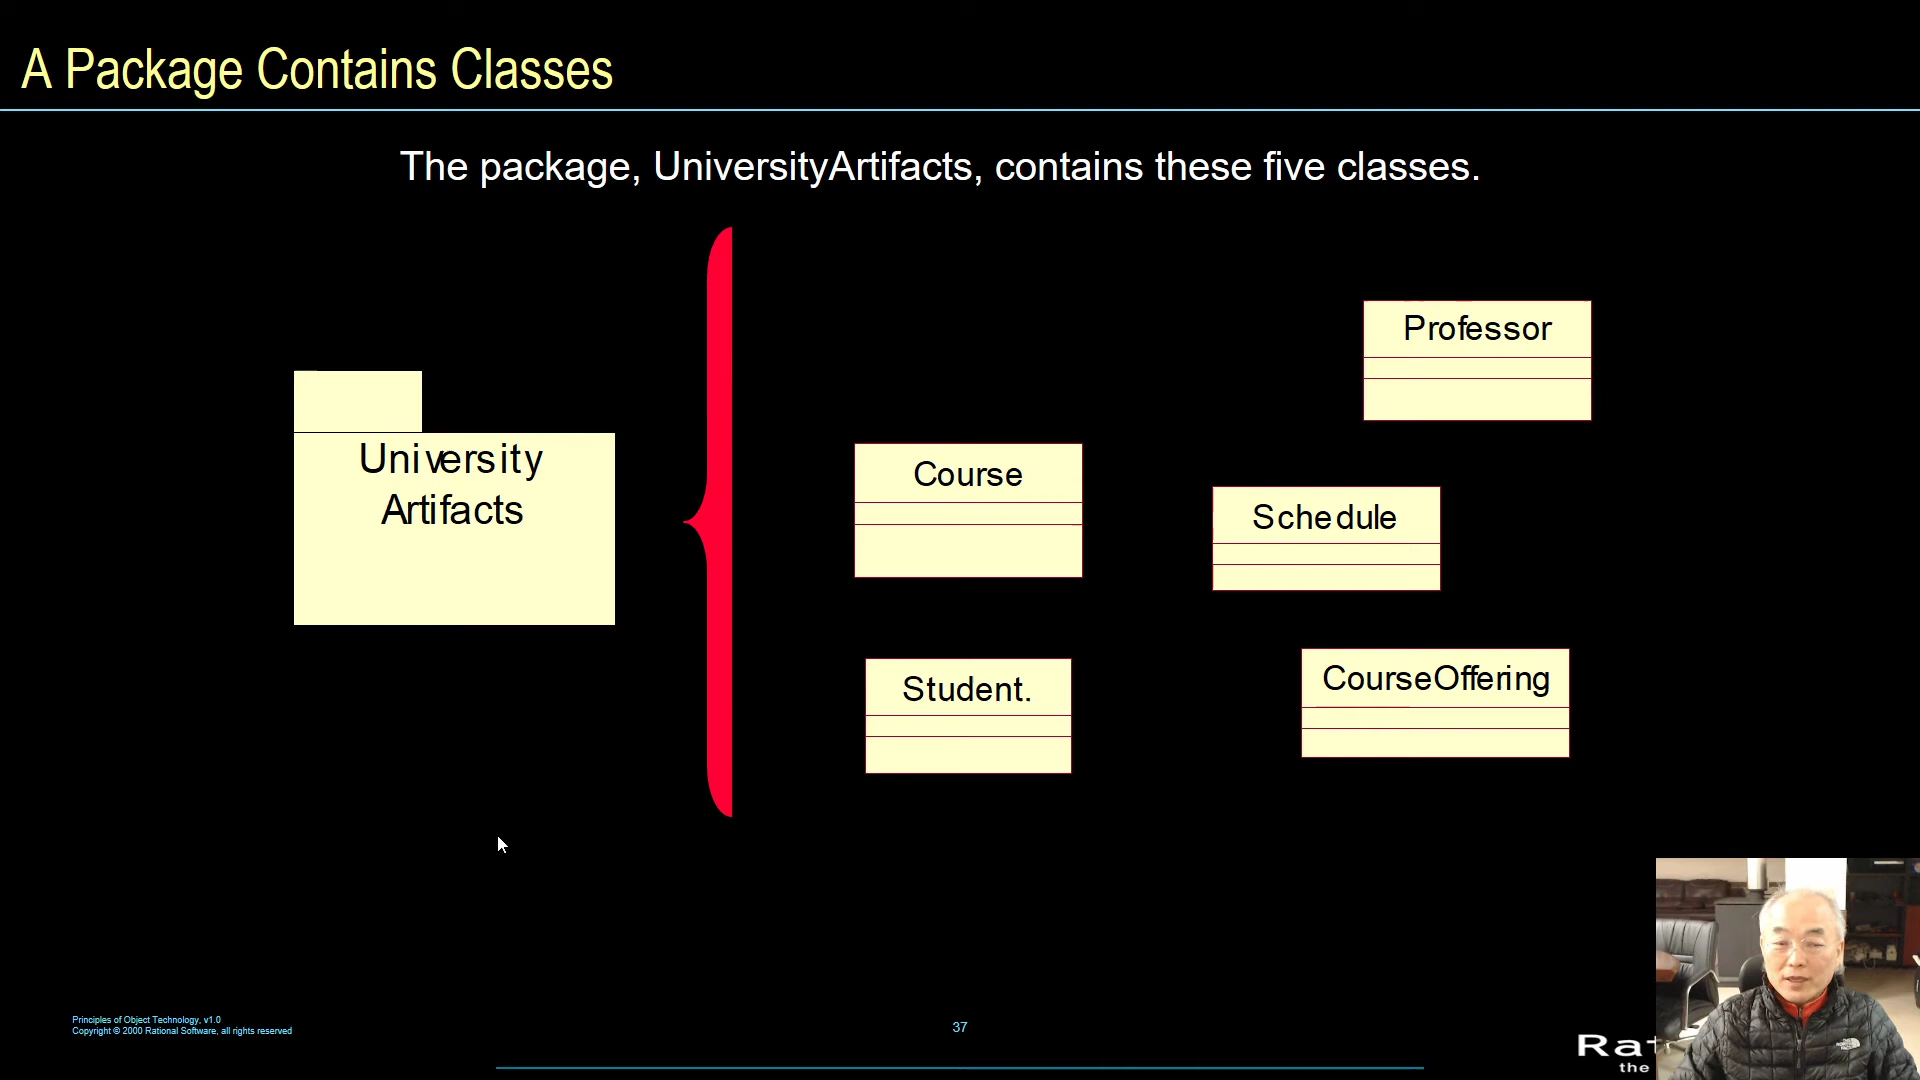 A Package Contains Classes
The package, UniversityArtifacts, contains these five classes.
Professor
University
Artifacts
Course
Schedule
Student.
CourseOffering
Principles of Object Technology, v1.0
Copyright © 2000 Rational Software, all rights reserved
37
the